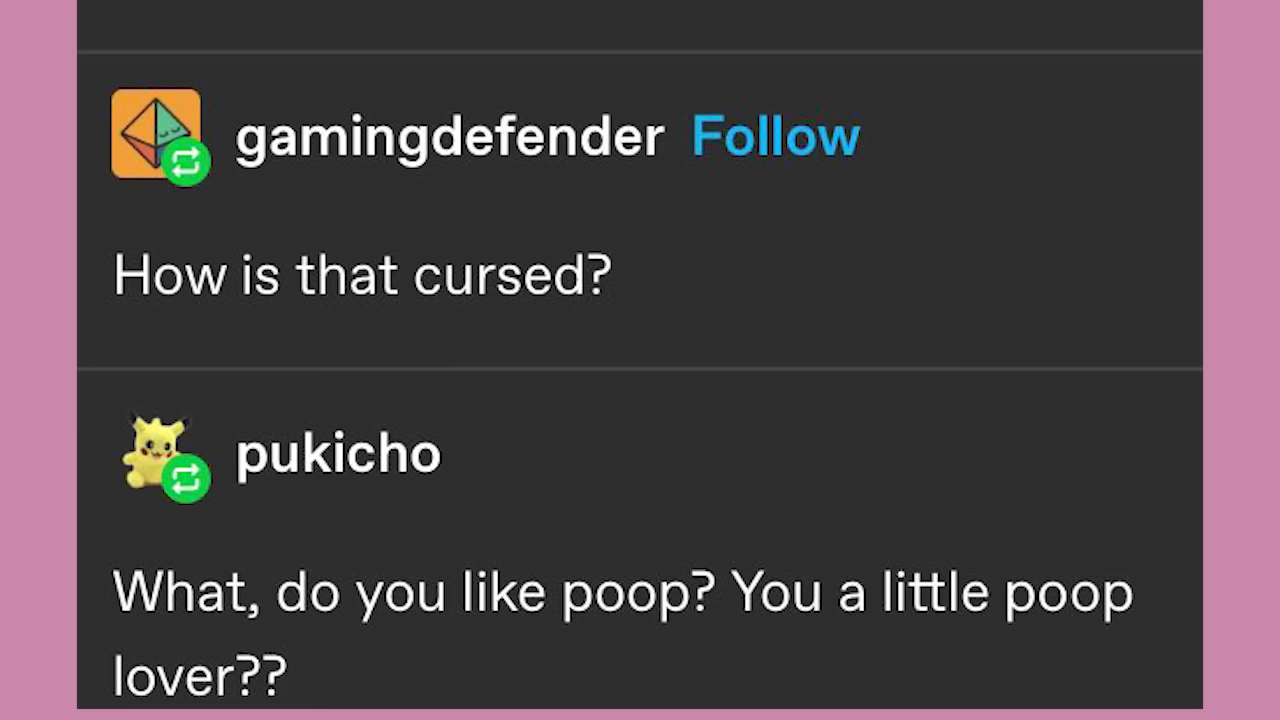 gamingdefender Follow
How is that cursed?
pukicho
What, do you like poop? You a little poop
lover??